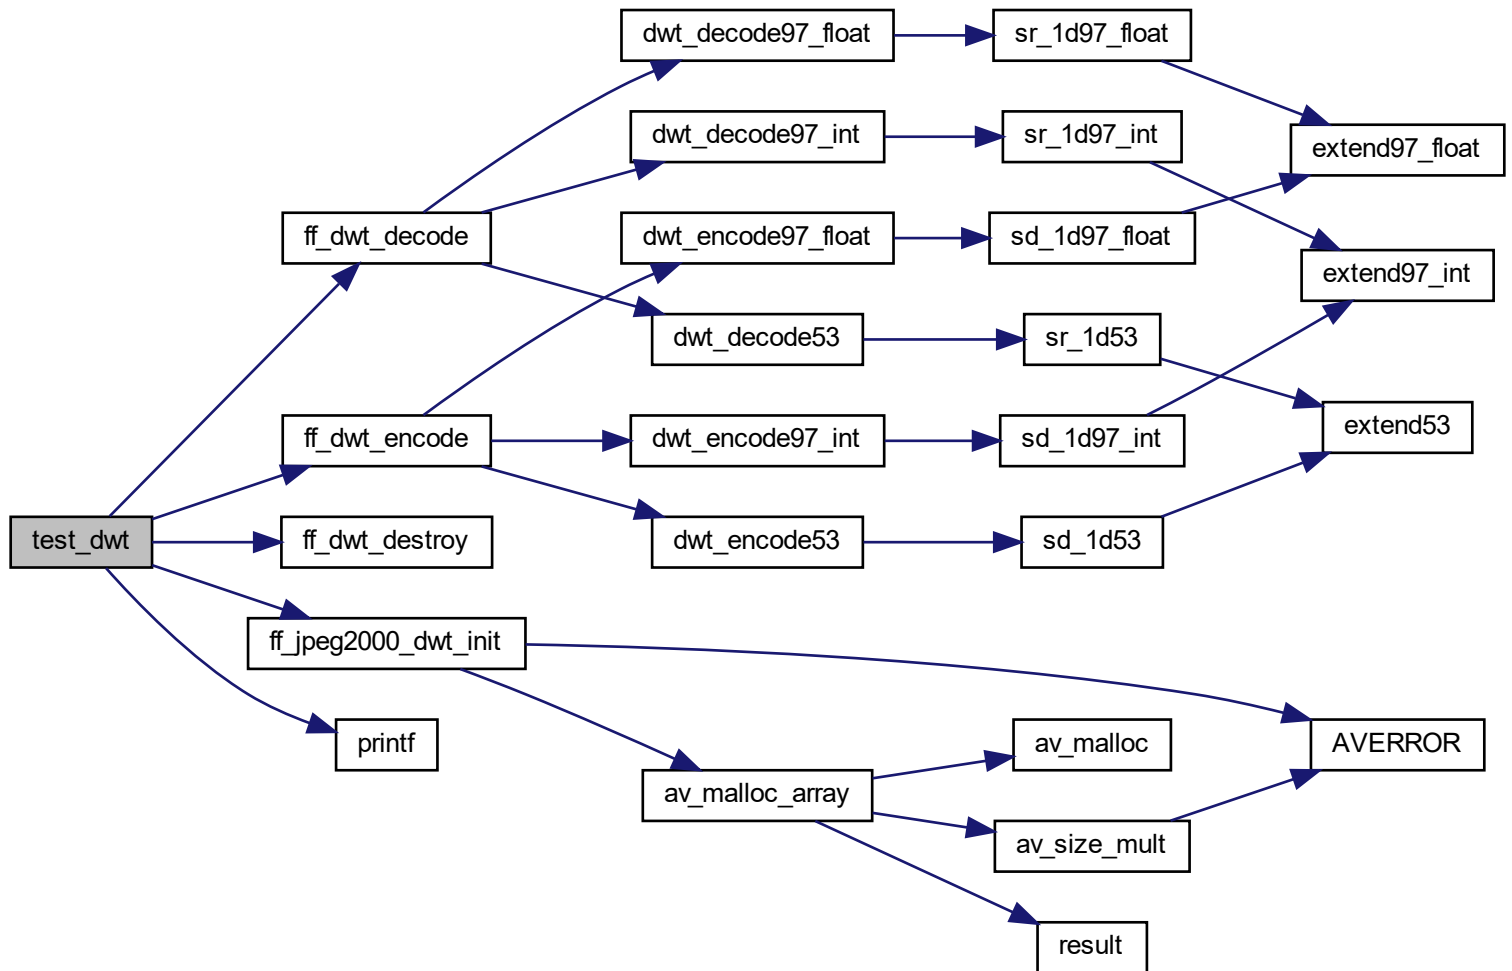 dwt_decode97_float
sr_1d97_float
dwt_decode97_int
sr_1d97_int
extend97_float
ff_dwt_decode
dwt_encode97_float
sd_1d97_float
extend97_int
dwt_decode53
sr_1d53
ff_dwt_encode
dwt_encode97_int
sd_1d97_int
extend53
test_dwt
ff_dwt_destroy
dwt_encode53
sd_1d53
ff_jpeg2000_dwt_init
printf
av_malloc
AVERROR
av_malloc_array
av_size_mult
result